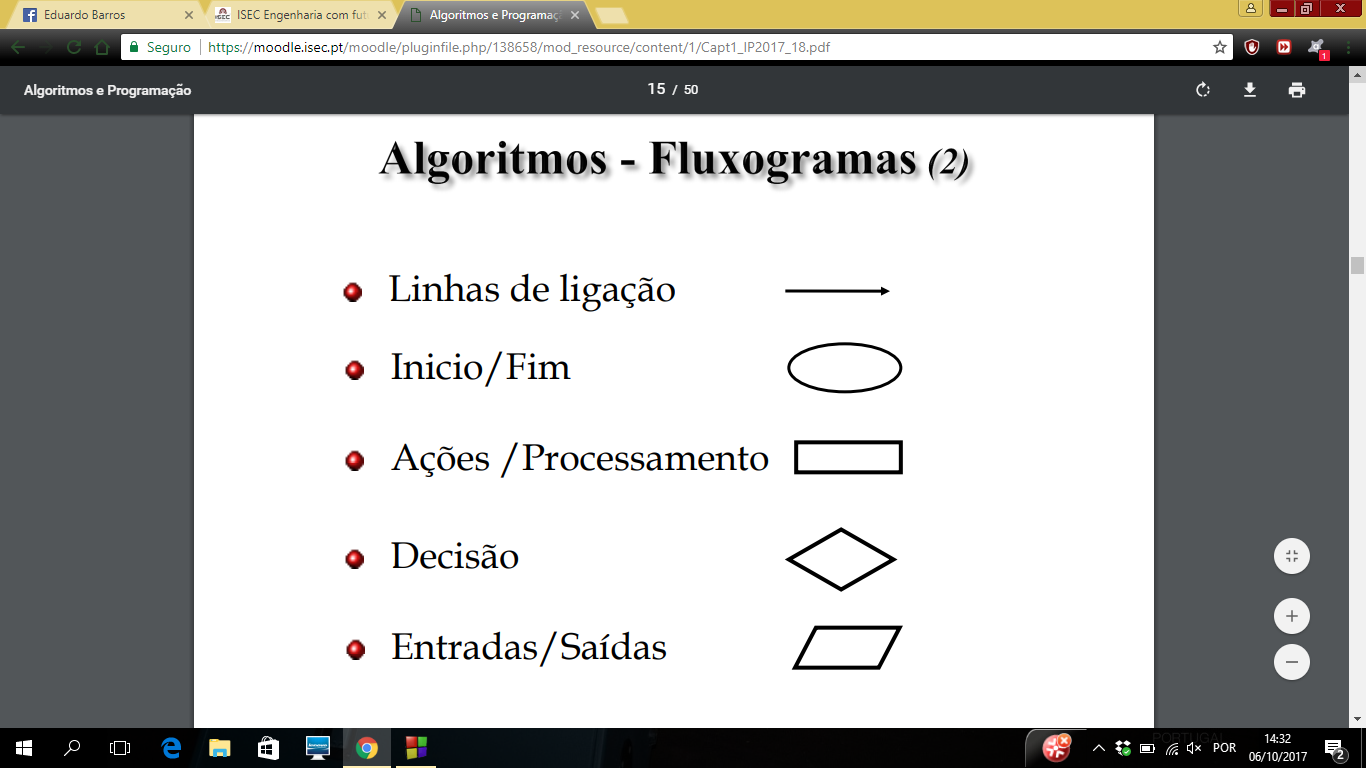 Eduardo Barros
ISEC Engenharia com fut
Algoritmos e Programaç
Seguro
https://moodle.isec.pt/moodle/pluginfile.php/138658/mod_resource/content/1/Capt1_IP2017_18.pdf
1
Algoritmos e Programação
15 / 50
Algoritmos - Fluxogramas (2)
Linhas de ligação
Inicio/Fim
Ações /Processamento
Decisão
Entradas/Saídas
PORTUGAL
POR
14:32
06/10/2017
2